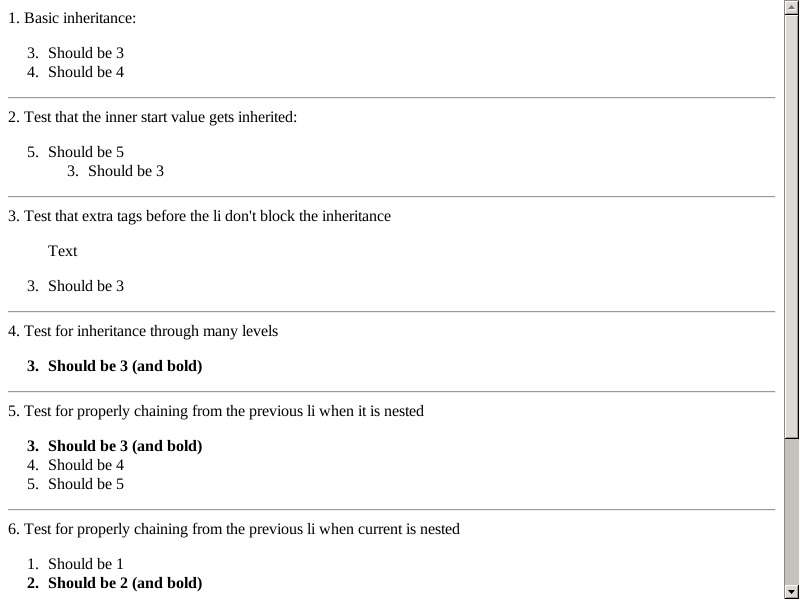 1. Basic inheritance:
3. Should be 3
4. Should be 4
2. Test that the inner start value gets inherited:
5. Should be 5
3. Should be 3
3. Test that extra tags before the li don't block the inheritance
Text
3. Should be 3
4. Test for inheritance through many levels
3. Should be 3 (and bold)
5. Test for properly chaining from the previous li when it is nested
3. Should be 3 (and bold)
4. Should be 4
5. Should be 5
6. Test for properly chaining from the previous li when current is nested
1. Should be 1
2. Should be 2 (and bold)